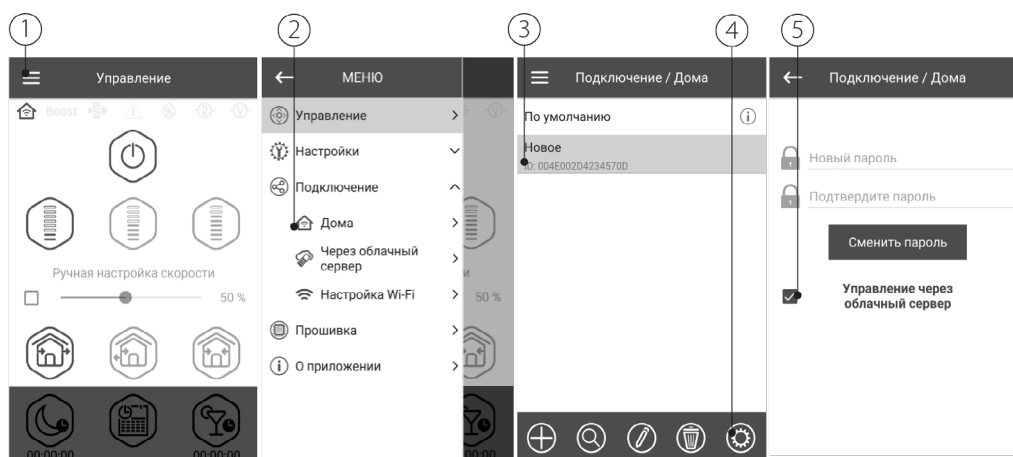 1
2
3
4
5
Управление
Boost
Ручная настройка скорости
50 %
00:00:00
00:00:00
МЕНЮ
Управление
Настройки
Подключение
Дома
Через облачный
сервер
Настройка Wi-Fi
Прошивка
О приложении
и
50 %
00:00
Подключение / Дома
По умолчанию
Новое
ID: 004E002D4234570D
Подключение / Дома
Новый пароль
Подтвердите пароль
Сменить пароль
Управление через
облачный сервер